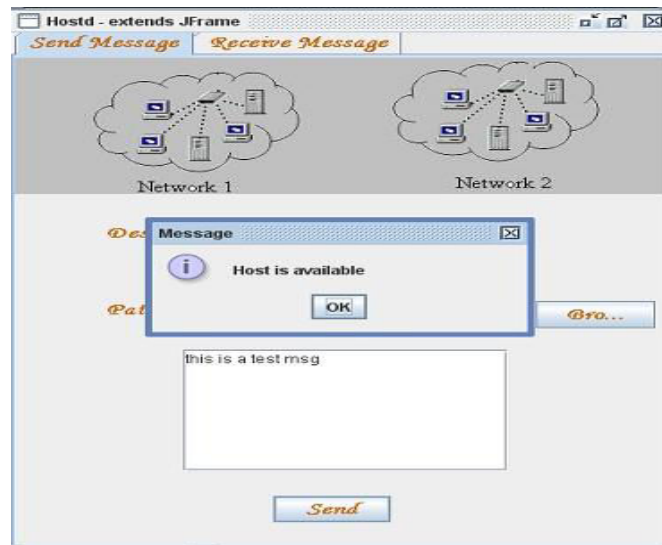 Hostd - extends JFrame
Send Message Receive Message
Network 1 Network 2
Message
Host is available
OK
Bro...
this is a test msg
Send